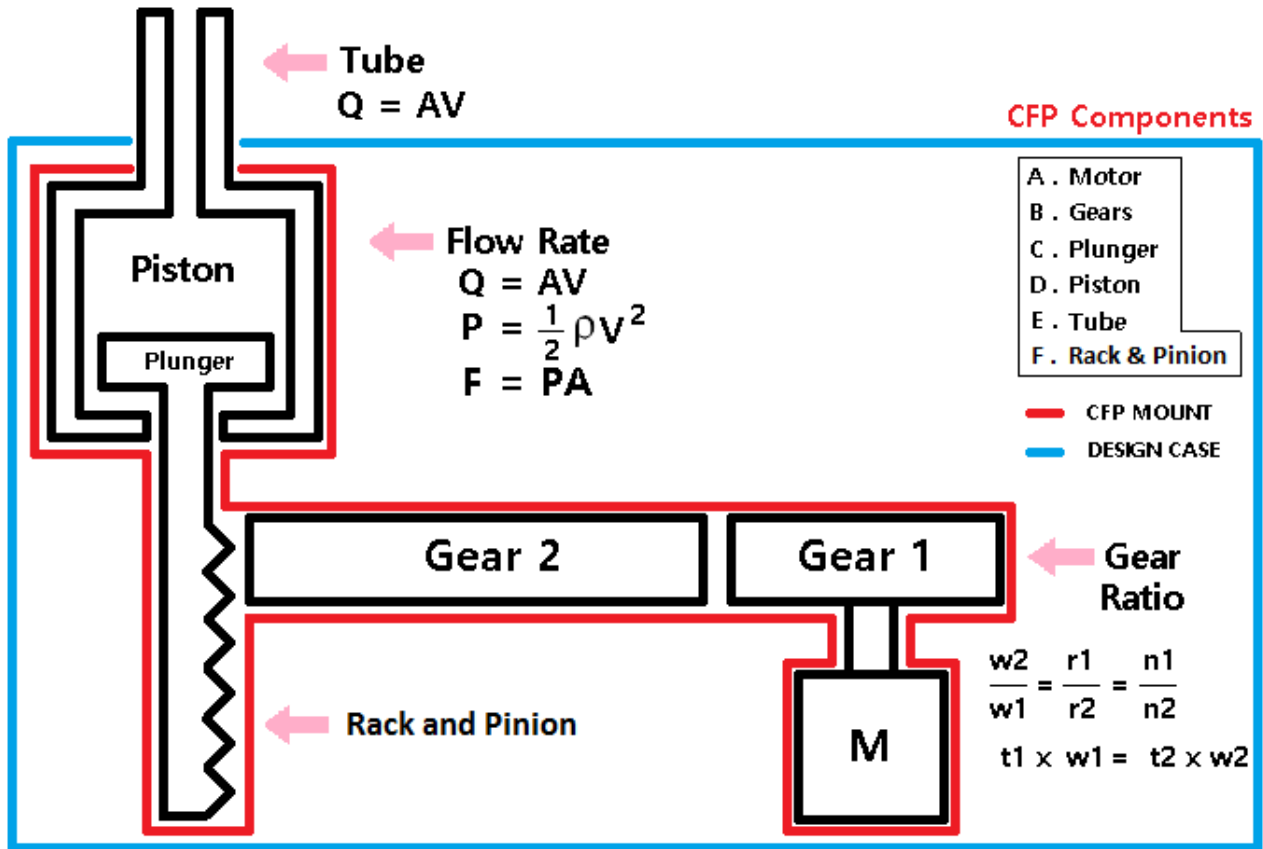 Tube
Q = AV
CFP Components
A . Motor
B . Gears
C . Plunger
D . Piston
E . Tube
F . Rack & Pinion
CFP MOUNT
DESIGN CASE
Flow Rate
Q = AV
P = 1/2 ρV²
F = PA
Piston
Plunger
Gear 2
Gear 1
Gear
Ratio
w2/w1 = r1/r2 = n1/n2
t1 x w1 = t2 x w2
Rack and Pinion
M